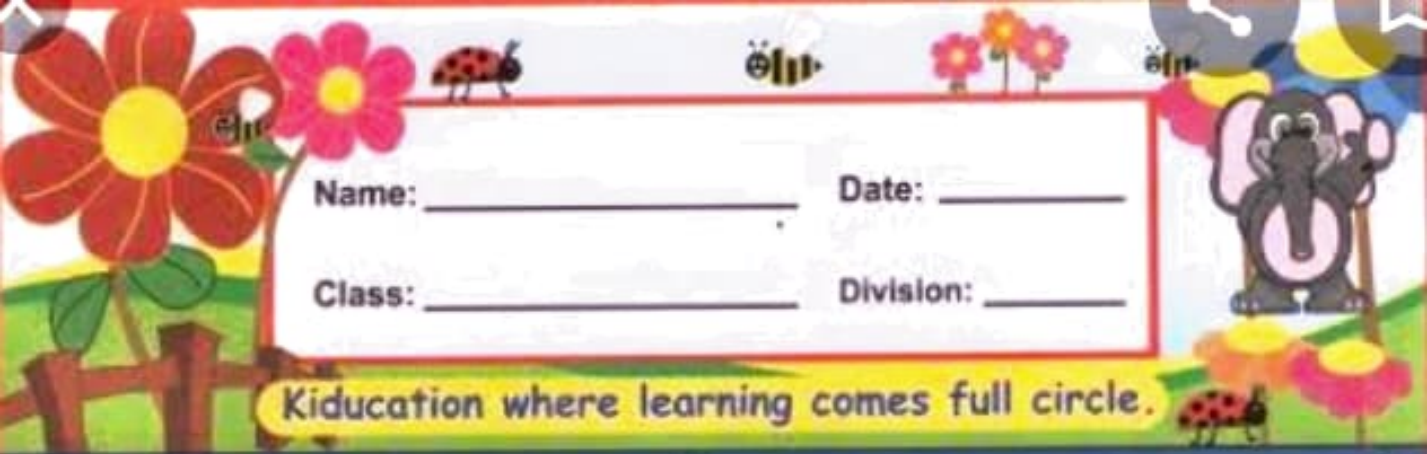 Name: Date:
Class: Division:
Kiducation where learning comes full circle.